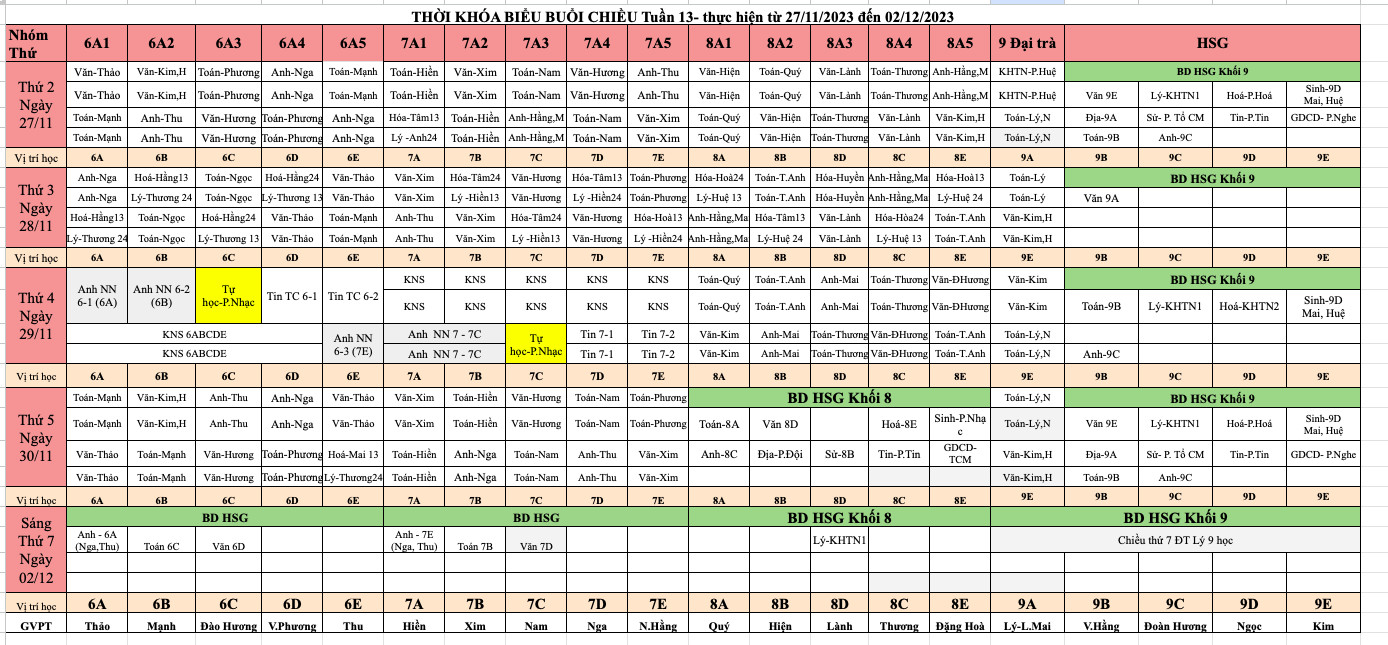 THỜI KHÓA BIỂU BUỔI CHIỀU Tuần 13- thực hiện từ 27/11/2023 đến 02/12/2023
Nhóm Thứ 6A1 6A2 6A3 6A4 6A5 7A1 7A2 7A3 7A4 7A5 8A1 8A2 8A3 8A4 8A5 9 Đại trà HSG
Thứ 2 Ngày 27/11
Văn-Thảo Văn-Kim,H Toán-Phương Anh-Nga Toán-Mạnh Toán-Hiền Văn-Xim Toán-Nam Văn-Hương Anh-Thu Văn-Hiện Toán-Quý Văn-Lành Toán-Thương Anh-Hằng,M KHTN-P.Huệ BD HSG Khối 9
Văn-Thảo Văn-Kim,H Toán-Phương Anh-Nga Toán-Mạnh Toán-Hiền Văn-Xim Toán-Nam Văn-Hương Anh-Thu Văn-Hiện Toán-Quý Văn-Lành Toán-Thương Anh-Hằng,M KHTN-P.Huệ Văn 9E Lý-KHTN1 Hoá-P.Hoá Sinh-9D Mai, Huệ
Toán-Mạnh Anh-Thu Văn-Hương Toán-Phương Anh-Nga Hóa-Tâm13 Toán-Hiền Anh-Hằng,M Toán-Nam Văn-Xim Toán-Quý Văn-Hiện Toán-Thương Văn-Lành Văn-Kim,H Toán-Lý,N Địa-9A Sử- P. Tổ CM Tin-P.Tin GDCD- P.Nghe
Toán-Mạnh Anh-Thu Văn-Hương Toán-Phương Anh-Nga Lý -Anh24 Toán-Hiền Anh-Hằng,M Toán-Nam Văn-Xim Toán-Quý Văn-Hiện Toán-Thương Văn-Lành Văn-Kim,H Toán-Lý,N Toán-9B Anh-9C
Vị trí học 6A 6B 6C 6D 6E 7A 7B 7C 7D 7E 8A 8B 8D 8C 8E 9A 9B 9C 9D 9E
Thứ 3 Ngày 28/11
Anh-Nga Hoá-Hằng13 Toán-Ngọc Hoá-Hằng24 Văn-Thảo Văn-Xim Hóa-Tâm24 Văn-Hương Hóa-Tâm13 Toán-Phương Hóa-Hoà24 Toán-T.Anh Hóa-Huyền Anh-Hằng,Ma Hóa-Hoà13 Toán-Lý BD HSG Khối 9
Anh-Nga Lý-Thương 24 Toán-Ngọc Lý-Thương 13 Văn-Thảo Văn-Xim Lý -Hiền13 Văn-Hương Lý -Hiền24 Toán-Phương Lý-Huệ 13 Toán-T.Anh Hóa-Huyền Anh-Hằng,Ma Lý-Huệ 24 Toán-Lý Văn 9A
Hoá-Hằng13 Toán-Ngọc Hoá-Hằng24 Văn-Thảo Toán-Mạnh Anh-Thu Văn-Xim Hóa-Tâm24 Văn-Hương Hóa-Hoà13 Anh-Hằng,Ma Hóa-Tâm13 Văn-Lành Hóa-Hòa24 Toán-T.Anh Văn-Kim,H
Lý-Thương 24 Toán-Ngọc Lý-Thương 13 Văn-Thảo Toán-Mạnh Anh-Thu Văn-Xim Lý -Hiền13 Văn-Hương Lý -Hiền24 Anh-Hằng,Ma Lý-Huệ 24 Văn-Lành Lý-Huệ 13 Toán-T.Anh Văn-Kim,H
Vị trí học 6A 6B 6C 6D 6E 7A 7B 7C 7D 7E 8A 8B 8D 8C 8E 9E 9B 9C 9D 9E
Thứ 4 Ngày 29/11
Anh NN 6-1 (6A) Anh NN 6-2 (6B) Tự học-P.Nhạc Tin TC 6-1 Tin TC 6-2 KNS KNS KNS KNS KNS Toán-Quý Toán-T.Anh Anh-Mai Toán-Thương Văn-ĐHương Văn-Kim BD HSG Khối 9
KNS KNS KNS KNS KNS Toán-Quý Toán-T.Anh Anh-Mai Toán-Thương Văn-ĐHương Văn-Kim Toán-9B Lý-KHTN1 Hoá-KHTN2 Sinh-9D Mai, Huệ
KNS 6ABCDE Anh NN 6-3 (7E) Anh NN 7 - 7C Tự học-P.Nhạc Tin 7-1 Tin 7-2 Văn-Kim Anh-Mai Toán-Thương Văn-ĐHương Toán-T.Anh Toán-Lý,N
KNS 6ABCDE Anh NN 7 - 7C Tin 7-1 Tin 7-2 Văn-Kim Anh-Mai Toán-Thương Văn-ĐHương Toán-T.Anh Toán-Lý,N Anh-9C
Vị trí học 6A 6B 6C 6D 6E 7A 7B 7C 7D 7E 8A 8B 8D 8C 8E 9E 9B 9C 9D 9E
Thứ 5 Ngày 30/11
Toán-Mạnh Văn-Kim,H Anh-Thu Anh-Nga Văn-Thảo Văn-Xim Toán-Hiền Văn-Hương Toán-Nam Toán-Phương BD HSG Khối 8 Toán-Lý,N BD HSG Khối 9
Toán-Mạnh Văn-Kim,H Anh-Thu Anh-Nga Văn-Thảo Văn-Xim Toán-Hiền Văn-Hương Toán-Nam Toán-Phương Toán-8A Văn 8D Hoá-8E Sinh-P.Nhạc Toán-Lý,N Văn 9E Lý-KHTN1 Hoá-P.Hoá Sinh-9D Mai, Huệ
Văn-Thảo Toán-Mạnh Văn-Hương Toán-Phương Hoá-Mai 13 Toán-Hiền Anh-Nga Toán-Nam Anh-Thu Văn-Xim Anh-8C Địa-P.Đội Sử-8B Tin-P.Tin GDCD-TCM Văn-Kim,H Địa-9A Sử- P. Tổ CM Tin-P.Tin GDCD- P.Nghe
Văn-Thảo Toán-Mạnh Văn-Hương Toán-Phương Lý-Thương24 Toán-Hiền Anh-Nga Toán-Nam Anh-Thu Văn-Xim Văn-Kim,H Toán-9B Anh-9C
Vị trí học 6A 6B 6C 6D 6E 7A 7B 7C 7D 7E 8A 8B 8D 8C 8E 9E 9B 9C 9D 9E
Sáng Thứ 7 Ngày 02/12
BD HSG BD HSG BD HSG Khối 8 BD HSG Khối 9
Anh - 6A (Nga,Thu) Toán 6C Văn 6D Anh - 7E (Nga, Thu) Toán 7B Văn 7D Lý-KHTN1 Chiều thứ 7 ĐT Lý 9 học
Vị trí học 6A 6B 6C 6D 6E 7A 7B 7C 7D 7E 8A 8B 8D 8C 8E 9A 9B 9C 9D 9E
GVPT Thảo Mạnh Đào Hương V.Phương Thu Hiền Xim Nam Nga N.Hằng Quý Hiện Lành Thương Đặng Hoà Lý-L.Mai V.Hằng Đoàn Hương Ngọc Kim